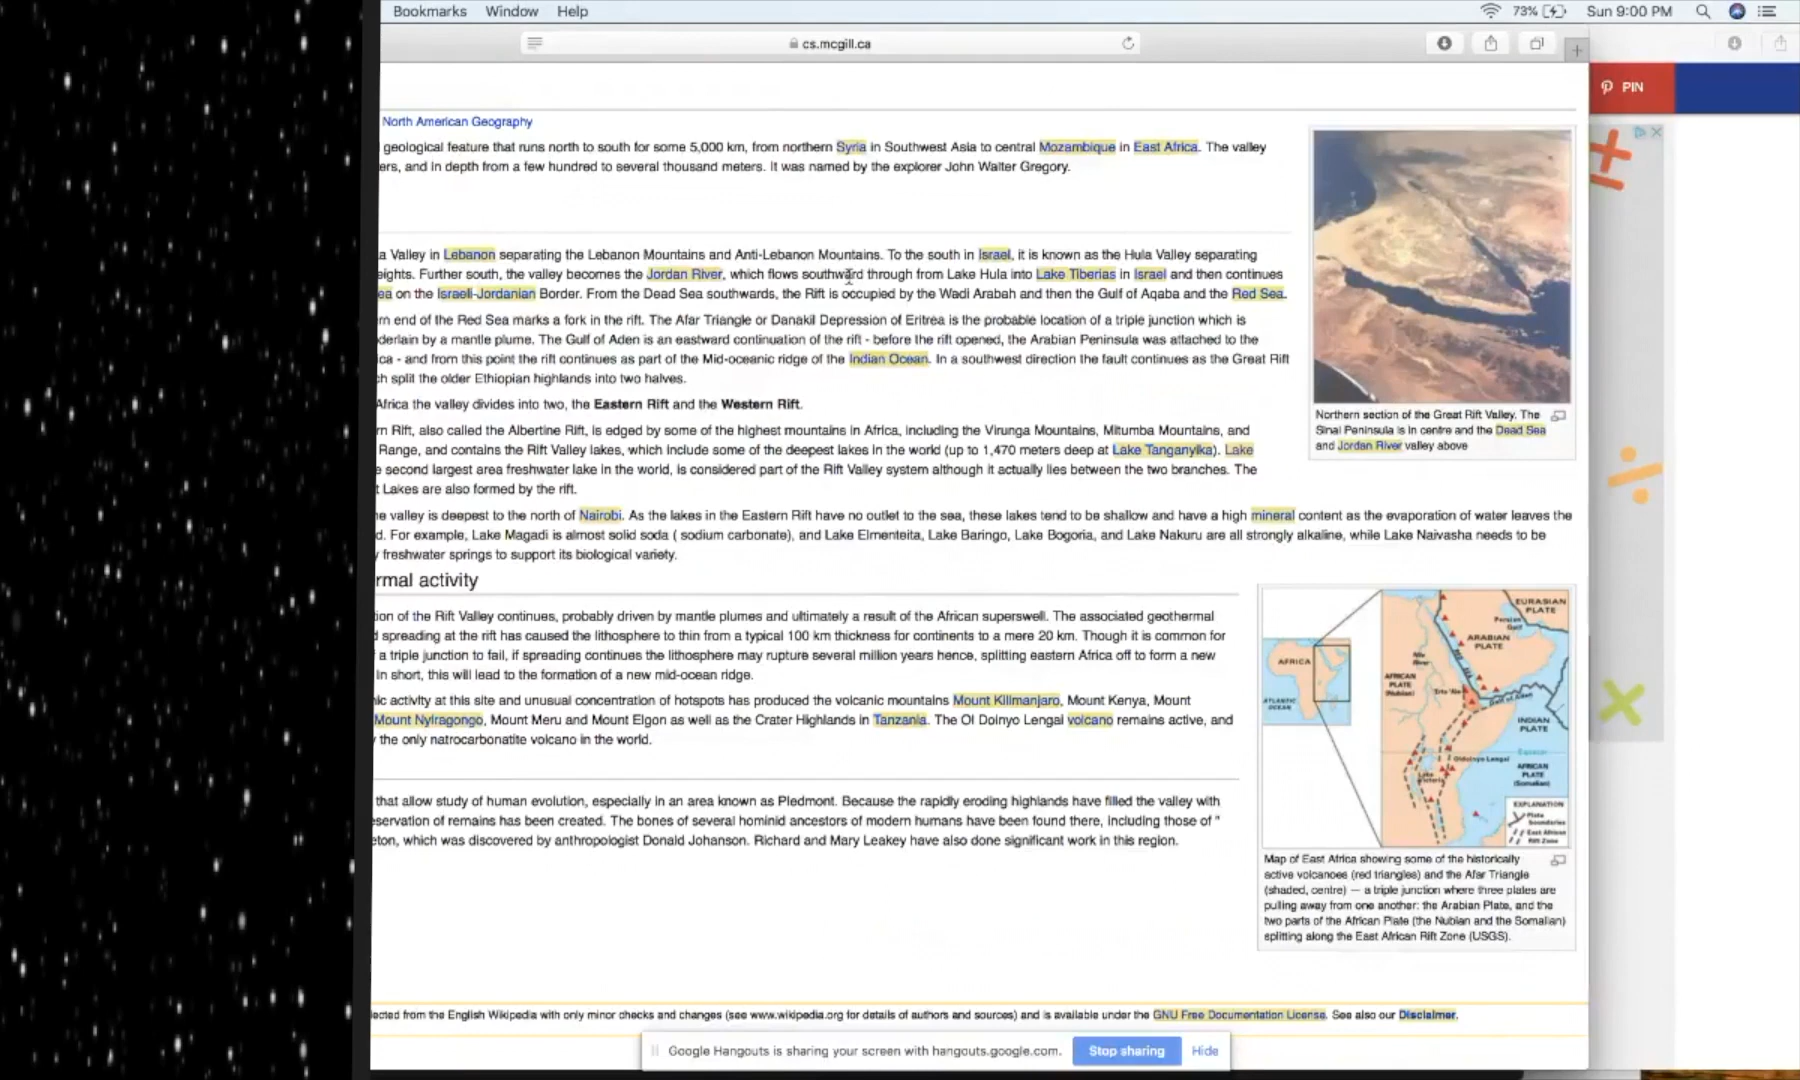 Bookmarks Window Help
73% Sun 9:00 PM
cs.mcgill.ca
PIN
North American Geography
geological feature that runs north to south for some 5,000 km, from northern Syria in Southwest Asia to central Mozambique in East Africa. The valley
ers, and in depth from a few hundred to several thousand meters. It was named by the explorer John Walter Gregory.
a Valley in Lebanon separating the Lebanon Mountains and Anti-Lebanon Mountains. To the south in Israel, it is known as the Hula Valley separating
eights. Further south, the valley becomes the Jordan River, which flows southward through from Lake Hula into Lake Tiberias in Israel and then continues
ea on the Israeli-Jordanian Border. From the Dead Sea southwards, the Rift is occupied by the Wadi Arabah and then the Gulf of Aqaba and the Red Sea.
rn end of the Red Sea marks a fork in the rift. The Afar Triangle or Danakil Depression of Eritrea is the probable location of a triple junction which is
derlain by a mantle plume. The Gulf of Aden is an eastward continuation of the rift - before the rift opened, the Arabian Peninsula was attached to the
ica - and from this point the rift continues as part of the Mid-oceanic ridge of the Indian Ocean. In a southwest direction the fault continues as the Great Rift
ch split the older Ethiopian highlands into two halves.
Africa the valley divides into two, the Eastern Rift and the Western Rift.
rn Rift, also called the Albertine Rift, is edged by some of the highest mountains in Africa, including the Virunga Mountains, Mitumba Mountains, and
Range, and contains the Rift Valley lakes, which include some of the deepest lakes in the world (up to 1,470 meters deep at Lake Tanganyika). Lake
e second largest area freshwater lake in the world, is considered part of the Rift Valley system although it actually lies between the two branches. The
t Lakes are also formed by the rift.
Northern section of the Great Rift Valley. The
Sinai Peninsula is in centre and the Dead Sea
and Jordan River valley above
he valley is deepest to the north of Nairobi. As the lakes in the Eastern Rift have no outlet to the sea, these lakes tend to be shallow and have a high mineral content as the evaporation of water leaves the
d. For example, Lake Magadi is almost solid soda ( sodium carbonate), and Lake Elmenteita, Lake Baringo, Lake Bogoria, and Lake Nakuru are all strongly alkaline, while Lake Naivasha needs to be
y freshwater springs to support its biological variety.
rmal activity
tion of the Rift Valley continues, probably driven by mantle plumes and ultimately a result of the African superswell. The associated geothermal
d spreading at the rift has caused the lithosphere to thin from a typical 100 km thickness for continents to a mere 20 km. Though it is common for
f a triple junction to fail, if spreading continues the lithosphere may rupture several million years hence, splitting eastern Africa off to form a new
in short, this will lead to the formation of a new mid-ocean ridge.
nic activity at this site and unusual concentration of hotspots has produced the volcanic mountains Mount Kilimanjaro, Mount Kenya, Mount
Mount Nyiragongo, Mount Meru and Mount Elgon as well as the Crater Highlands in Tanzania. The Ol Doinyo Lengai volcano remains active, and
y the only natrocarbonatite volcano in the world.
that allow study of human evolution, especially in an area known as Piedmont. Because the rapidly eroding highlands have filled the valley with
eservation of remains has been created. The bones of several hominid ancestors of modern humans have been found there, including those of "
eton, which was discovered by anthropologist Donald Johanson. Richard and Mary Leakey have also done significant work in this region.
EURASIAN
PLATE
Persian
Gulf
ARABIAN
PLATE
Nile
River
AFRICA
ATLANTIC
OCEAN
AFRICAN
PLATE
(Nubian)
Erta 'Ale
Gulf of Aden
INDIAN
PLATE
Equator
Oldoinyo Lengai
Lake
Victoria
AFRICAN
PLATE
(Somalian)
EXPLANATION
Plate
Boundaries
East African
Rift Zone
Map of East Africa showing some of the historically
active volcanoes (red triangles) and the Afar Triangle
(shaded, centre) — a triple junction where three plates are
pulling away from one another: the Arabian Plate, and the
two parts of the African Plate (the Nubian and the Somalian)
splitting along the East African Rift Zone (USGS).
lected from the English Wikipedia with only minor checks and changes (see www.wikipedia.org for details of authors and sources) and is available under the GNU Free Documentation License. See also our Disclaimer.
Google Hangouts is sharing your screen with hangouts.google.com. Stop sharing Hide